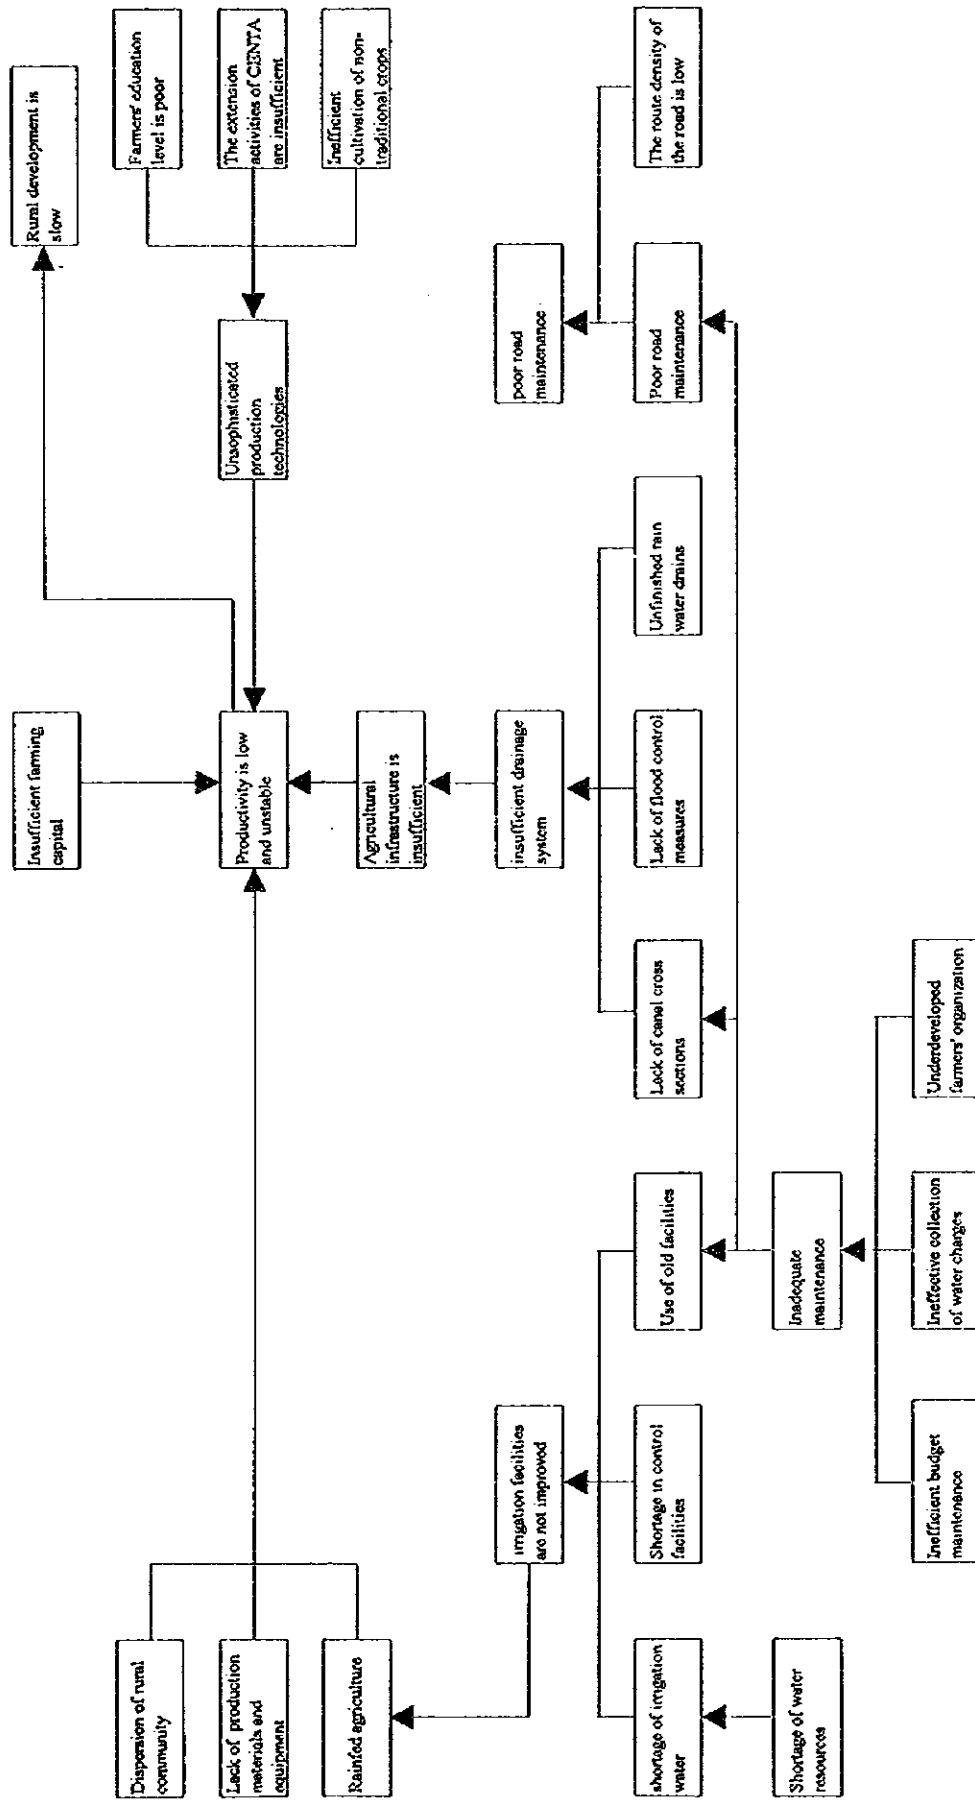 Rural development is
slow
Insufficient farming
capital
Dispersion of rural
community
Farmers' education
level is poor
Lack of production
materials and
equipment
Productivity is low
and unstable
Unsophisticated
production
technologies
The extension
activities of CENTA
are insufficient
Rainfed agriculture
Agricultural
infrastructure is
insufficient
Inefficient
cultivation of non-
traditional crops
irrigation facilities
are not improved
insufficient drainage
system
poor road
maintenance
shortage of irrigation
water
Shortage in control
facilities
Use of old facilities
Lack of canal cross
sections
Lack of flood control
measures
Unfinished rain
water drains
Poor road
maintenance
The route density of
the road is low
Shortage of water
resources
Inadequate
maintenance
Inefficient budget
maintenance
Ineffective collection
of water charges
Underdeveloped
farmers' organization